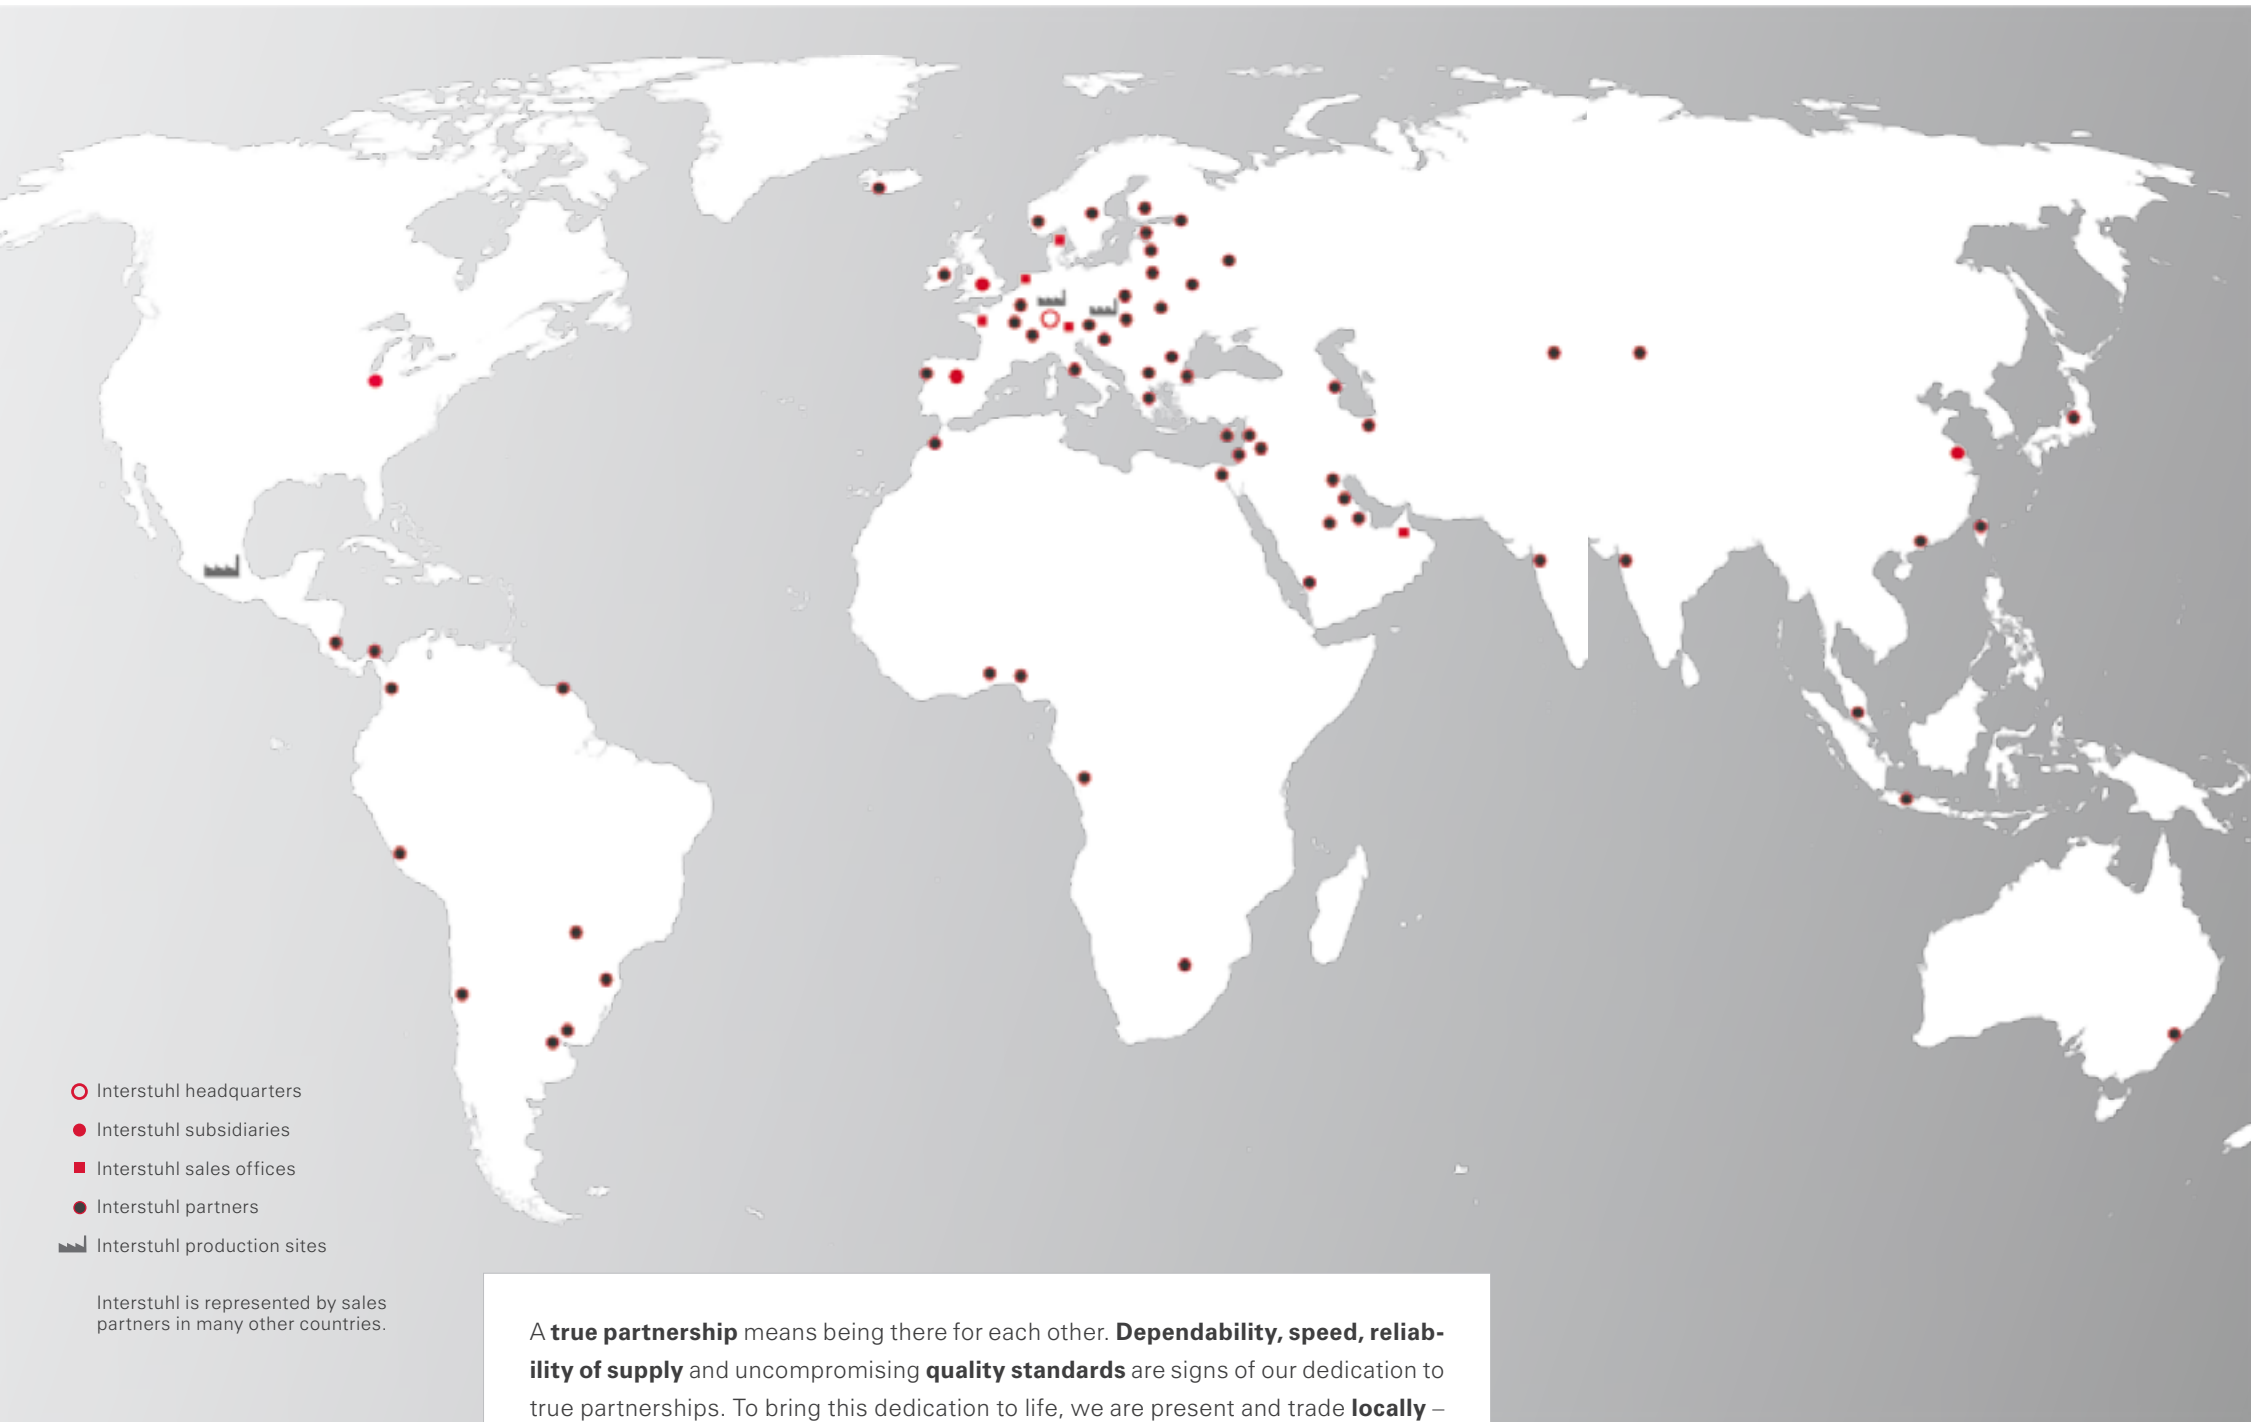 Interstuhl headquarters
Interstuhl subsidiaries
Interstuhl sales offices
Interstuhl partners
Interstuhl production sites
Interstuhl is represented by sales
partners in many other countries.
A true partnership means being there for each other. Dependability, speed, reliab-
ility of supply and uncompromising quality standards are signs of our dedication to
true partnerships. To bring this dedication to life, we are present and trade locally –